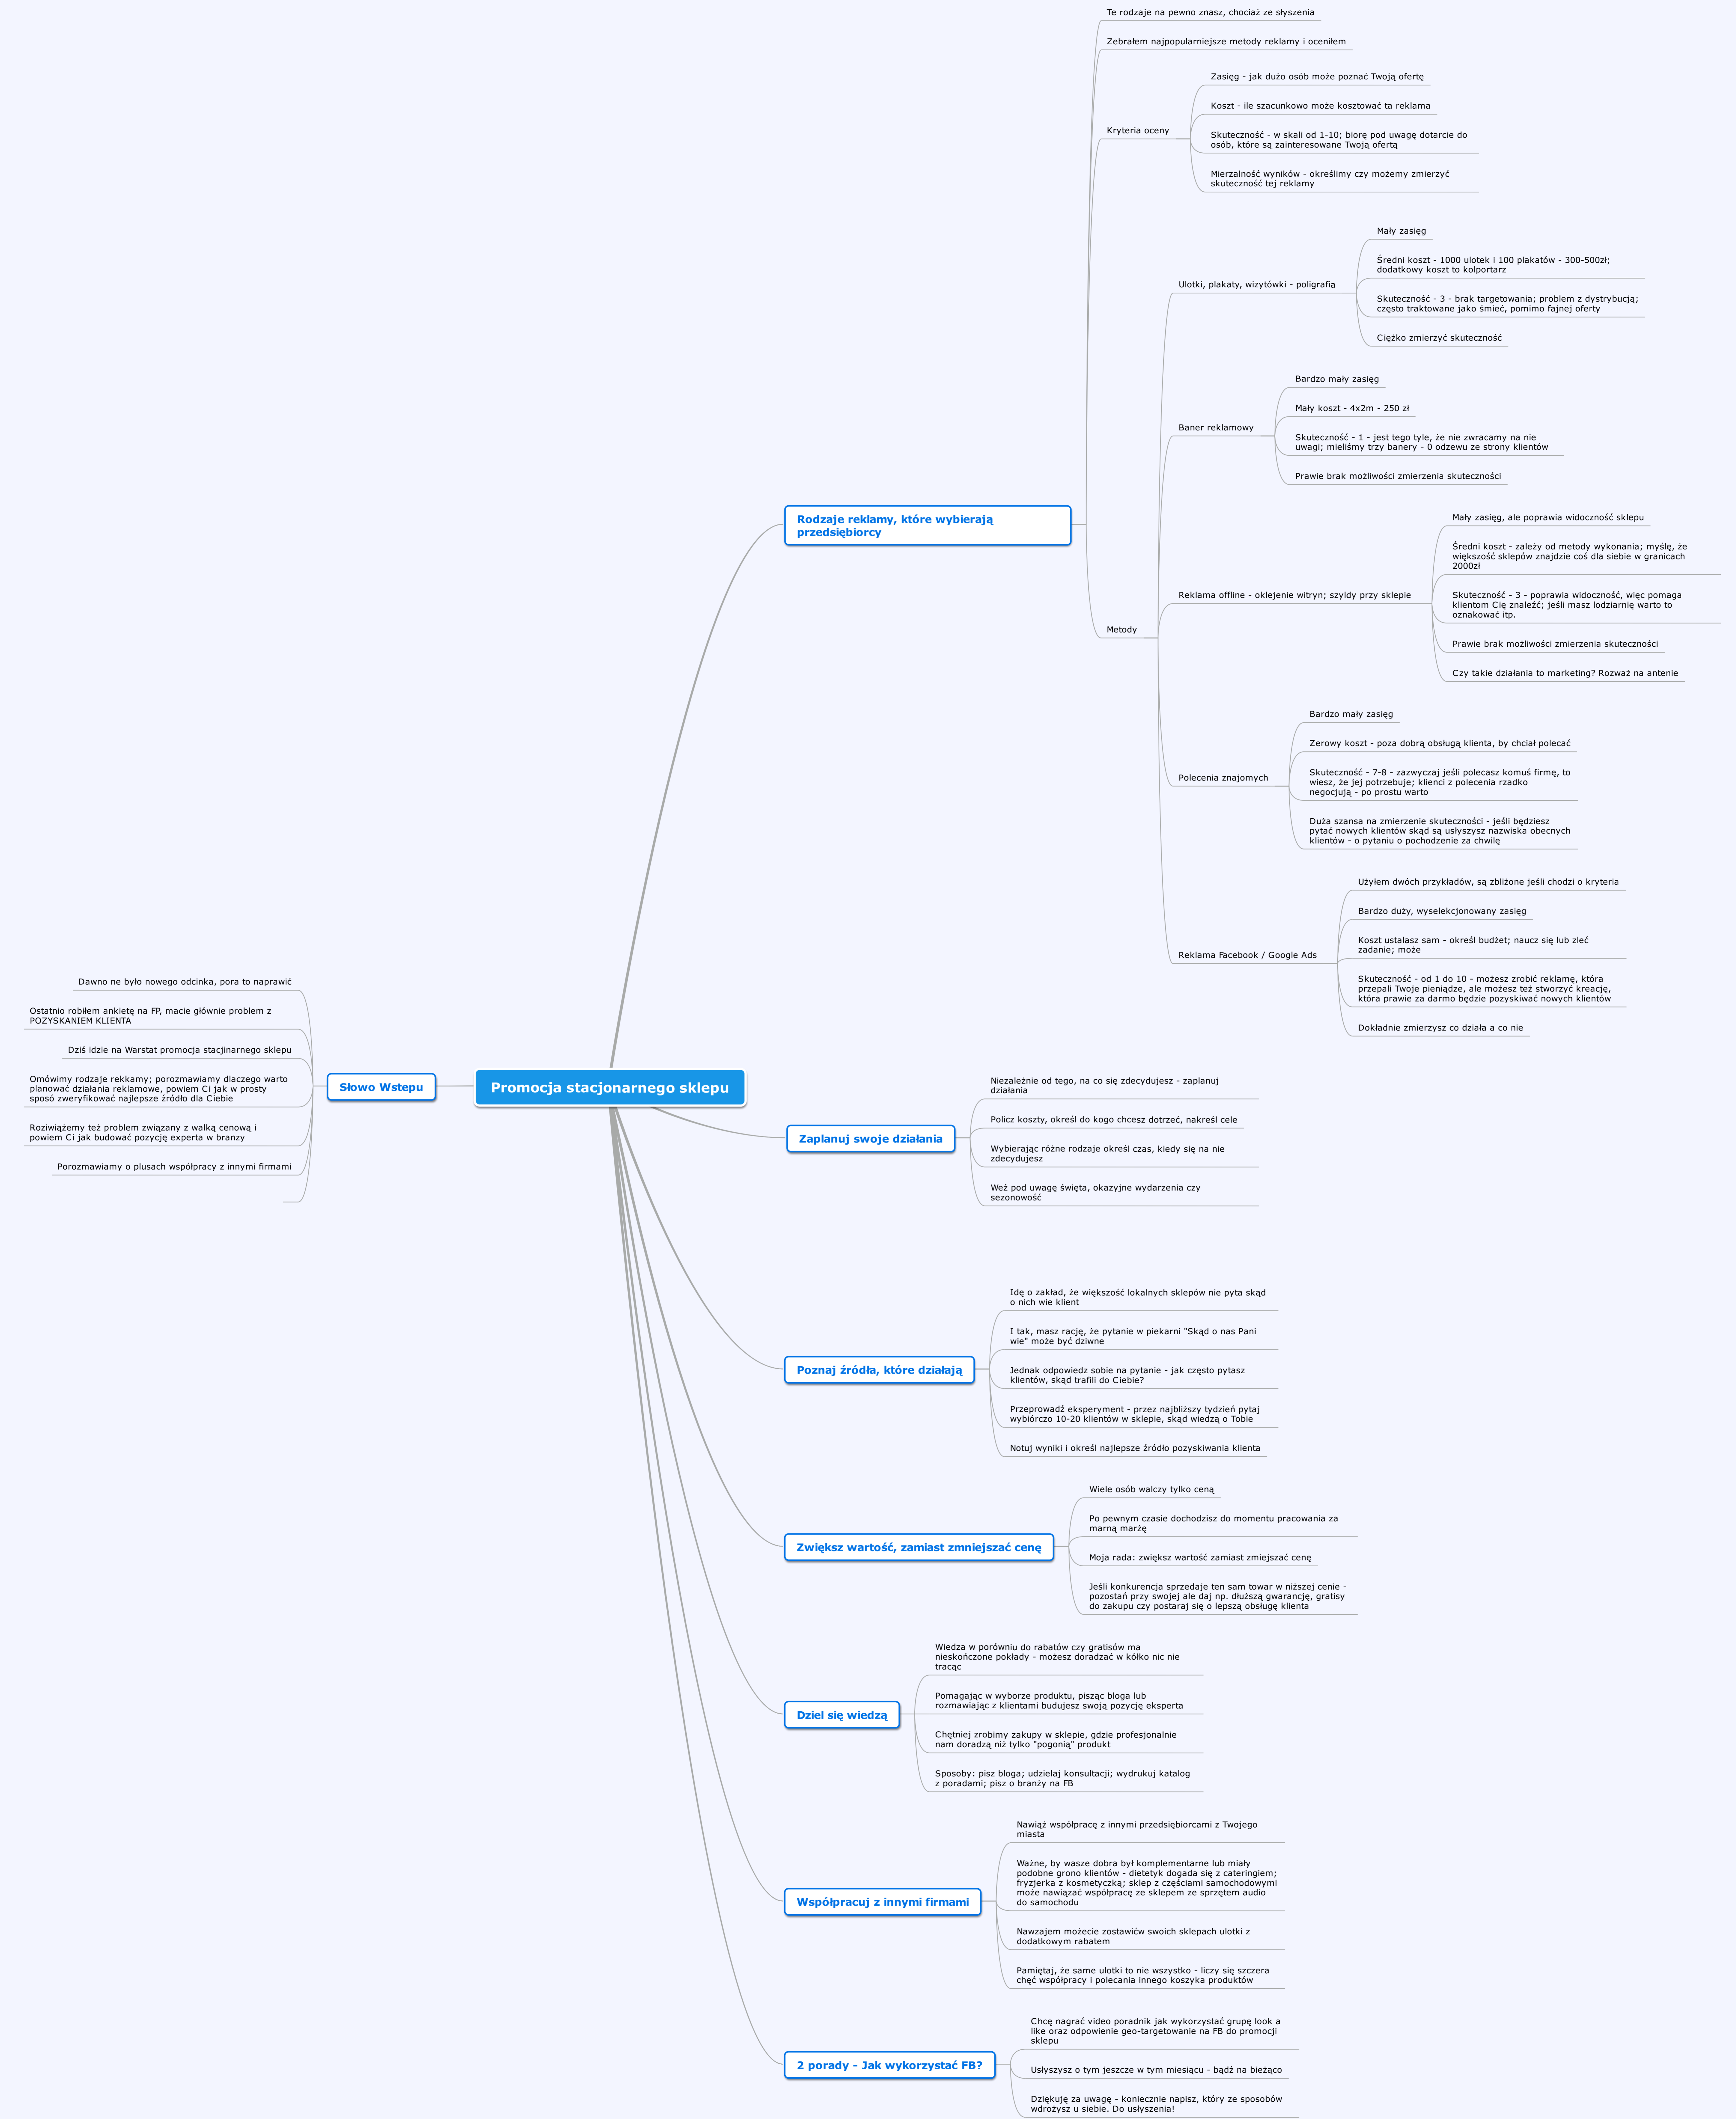 Promocja stacjonarnego sklepu
Słowo Wstepu
Dawno ne było nowego odcinka, pora to naprawić
Ostatnio robiłem ankietę na FP, macie głównie problem z
POZYSKANIEM KLIENTA
Dziś idzie na Warstat promocja stacjinarnego sklepu
Omówimy rodzaje rekkamy; porozmawiamy dlaczego warto
planować działania reklamowe, powiem Ci jak w prosty
sposó zweryfikować najlepsze źródło dla Ciebie
Roziwiążemy też problem związany z walką cenową i
powiem Ci jak budować pozycję experta w branzy
Porozmawiamy o plusach współpracy z innymi firmami
Rodzaje reklamy, które wybierają
przedsiębiorcy
Te rodzaje na pewno znasz, chociaż ze słyszenia
Zebrałem najpopularniejsze metody reklamy i oceniłem
Kryteria oceny
Zasięg - jak dużo osób może poznać Twoją ofertę
Koszt - ile szacunkowo może kosztować ta reklama
Skuteczność - w skali od 1-10; biorę pod uwagę dotarcie do
osób, które są zainteresowane Twoją ofertą
Mierzalność wyników - określimy czy możemy zmierzyć
skuteczność tej reklamy
Metody
Ulotki, plakaty, wizytówki - poligrafia
Mały zasięg
Średni koszt - 1000 ulotek i 100 plakatów - 300-500zł;
dodatkowy koszt to kolportarz
Skuteczność - 3 - brak targetowania; problem z dystrybucją;
często traktowane jako śmieć, pomimo fajnej oferty
Ciężko zmierzyć skuteczność
Baner reklamowy
Bardzo mały zasięg
Mały koszt - 4x2m - 250 zł
Skuteczność - 1 - jest tego tyle, że nie zwracamy na nie
uwagi; mieliśmy trzy banery - 0 odzewu ze strony klientów
Prawie brak możliwości zmierzenia skuteczności
Reklama offline - oklejenie witryn; szyldy przy sklepie
Mały zasięg, ale poprawia widoczność sklepu
Średni koszt - zależy od metody wykonania; myślę, że
większość sklepów znajdzie coś dla siebie w granicach
2000zł
Skuteczność - 3 - poprawia widoczność, więc pomaga
klientom Cię znaleźć; jeśli masz lodziarnię warto to
oznakować itp.
Prawie brak możliwości zmierzenia skuteczności
Czy takie działania to marketing? Rozważ na antenie
Polecenia znajomych
Bardzo mały zasięg
Zerowy koszt - poza dobrą obsługą klienta, by chciał polecać
Skuteczność - 7-8 - zazwyczaj jeśli polecasz komuś firmę, to
wiesz, że jej potrzebuje; klienci z polecenia rzadko
negocjują - po prostu warto
Duża szansa na zmierzenie skuteczności - jeśli będziesz
pytać nowych klientów skąd są usłyszysz nazwiska obecnych
klientów - o pytaniu o pochodzenie za chwilę
Reklama Facebook / Google Ads
Użyłem dwóch przykładów, są zbliżone jeśli chodzi o kryteria
Bardzo duży, wyselekcjonowany zasięg
Koszt ustalasz sam - określ budżet; naucz się lub zleć
zadanie; może
Skuteczność - od 1 do 10 - możesz zrobić reklamę, która
przepali Twoje pieniądze, ale możesz też stworzyć kreację,
która prawie za darmo będzie pozyskiwać nowych klientów
Dokładnie zmierzysz co działa a co nie
Zaplanuj swoje działania
Niezależnie od tego, na co się zdecydujesz - zaplanuj
działania
Policz koszty, określ do kogo chcesz dotrzeć, nakreśl cele
Wybierając różne rodzaje określ czas, kiedy się na nie
zdecydujesz
Weź pod uwagę święta, okazyjne wydarzenia czy
sezonowość
Poznaj źródła, które działają
Idę o zakład, że większość lokalnych sklepów nie pyta skąd
o nich wie klient
I tak, masz rację, że pytanie w piekarni "Skąd o nas Pani
wie" może być dziwne
Jednak odpowiedz sobie na pytanie - jak często pytasz
klientów, skąd trafili do Ciebie?
Przeprowadź eksperyment - przez najbliższy tydzień pytaj
wybiórczo 10-20 klientów w sklepie, skąd wiedzą o Tobie
Notuj wyniki i określ najlepsze źródło pozyskiwania klienta
Zwiększ wartość, zamiast zmniejszać cenę
Wiele osób walczy tylko ceną
Po pewnym czasie dochodzisz do momentu pracowania za
marną marżę
Moja rada: zwiększ wartość zamiast zmiejszać cenę
Jeśli konkurencja sprzedaje ten sam towar w niższej cenie -
pozostań przy swojej ale daj np. dłuższą gwarancję, gratisy
do zakupu czy postaraj się o lepszą obsługę klienta
Dziel się wiedzą
Wiedza w porówniu do rabatów czy gratisów ma
nieskończone pokłady - możesz doradzać w kółko nic nie
tracąc
Pomagając w wyborze produktu, pisząc bloga lub
rozmawiając z klientami budujesz swoją pozycję eksperta
Chętniej zrobimy zakupy w sklepie, gdzie profesjonalnie
nam doradzą niż tylko "pogonią" produkt
Sposoby: pisz bloga; udzielaj konsultacji; wydrukuj katalog
z poradami; pisz o branży na FB
Współpracuj z innymi firmami
Nawiąż współpracę z innymi przedsiębiorcami z Twojego
miasta
Ważne, by wasze dobra był komplementarne lub miały
podobne grono klientów - dietetyk dogada się z cateringiem;
fryzjerka z kosmetyczką; sklep z częściami samochodowymi
może nawiązać współpracę ze sklepem ze sprzętem audio
do samochodu
Nawzajem możecie zostawićw swoich sklepach ulotki z
dodatkowym rabatem
Pamiętaj, że same ulotki to nie wszystko - liczy się szczera
chęć współpracy i polecania innego koszyka produktów
2 porady - Jak wykorzystać FB?
Chcę nagrać video poradnik jak wykorzystać grupę look a
like oraz odpowienie geo-targetowanie na FB do promocji
sklepu
Usłyszysz o tym jeszcze w tym miesiącu - bądź na bieżąco
Dziękuję za uwagę - koniecznie napisz, który ze sposobów
wdrożysz u siebie. Do usłyszenia!